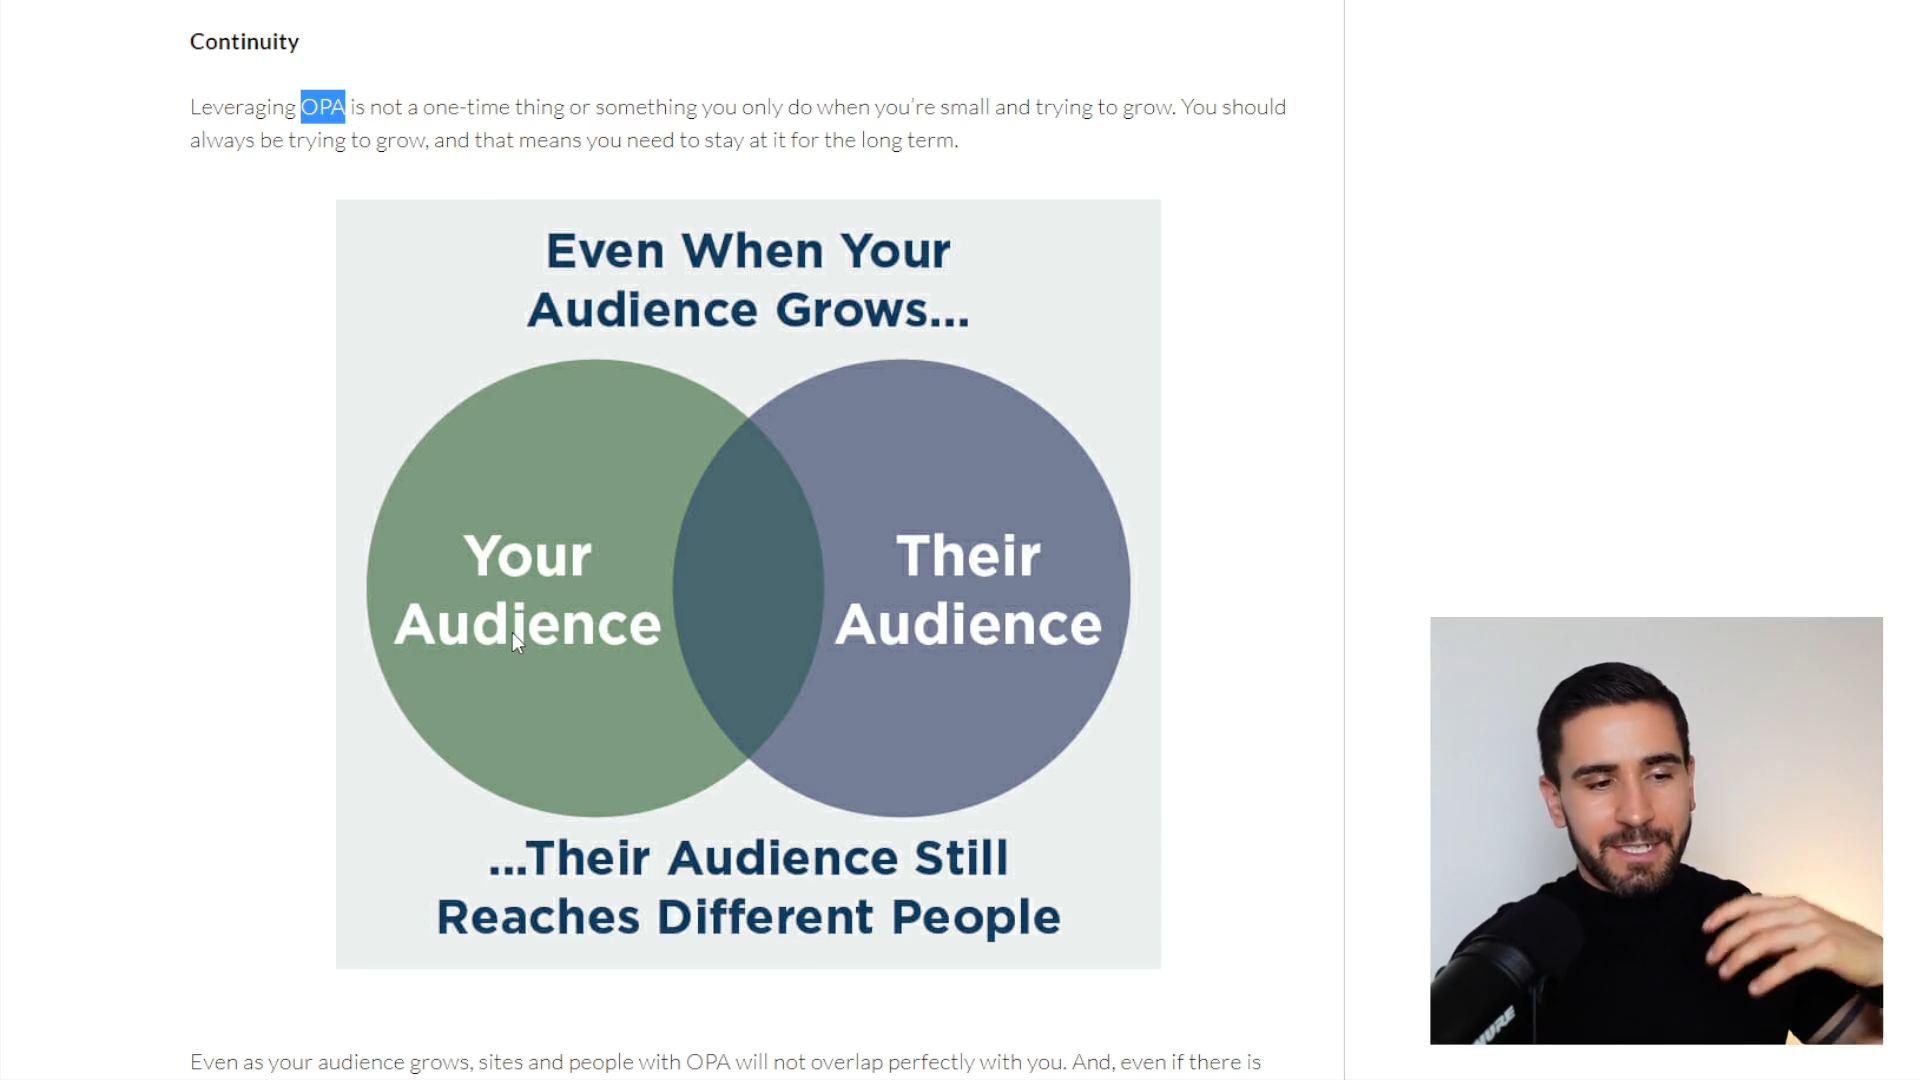 Continuity
Leveraging OPA is not a one-time thing or something you only do when you’re small and trying to grow. You should
always be trying to grow, and that means you need to stay at it for the long term.
Even When Your
Audience Grows...
Your
Audience
Their
Audience
...Their Audience Still
Reaches Different People
Even as your audience grows, sites and people with OPA will not overlap perfectly with you. And, even if there is